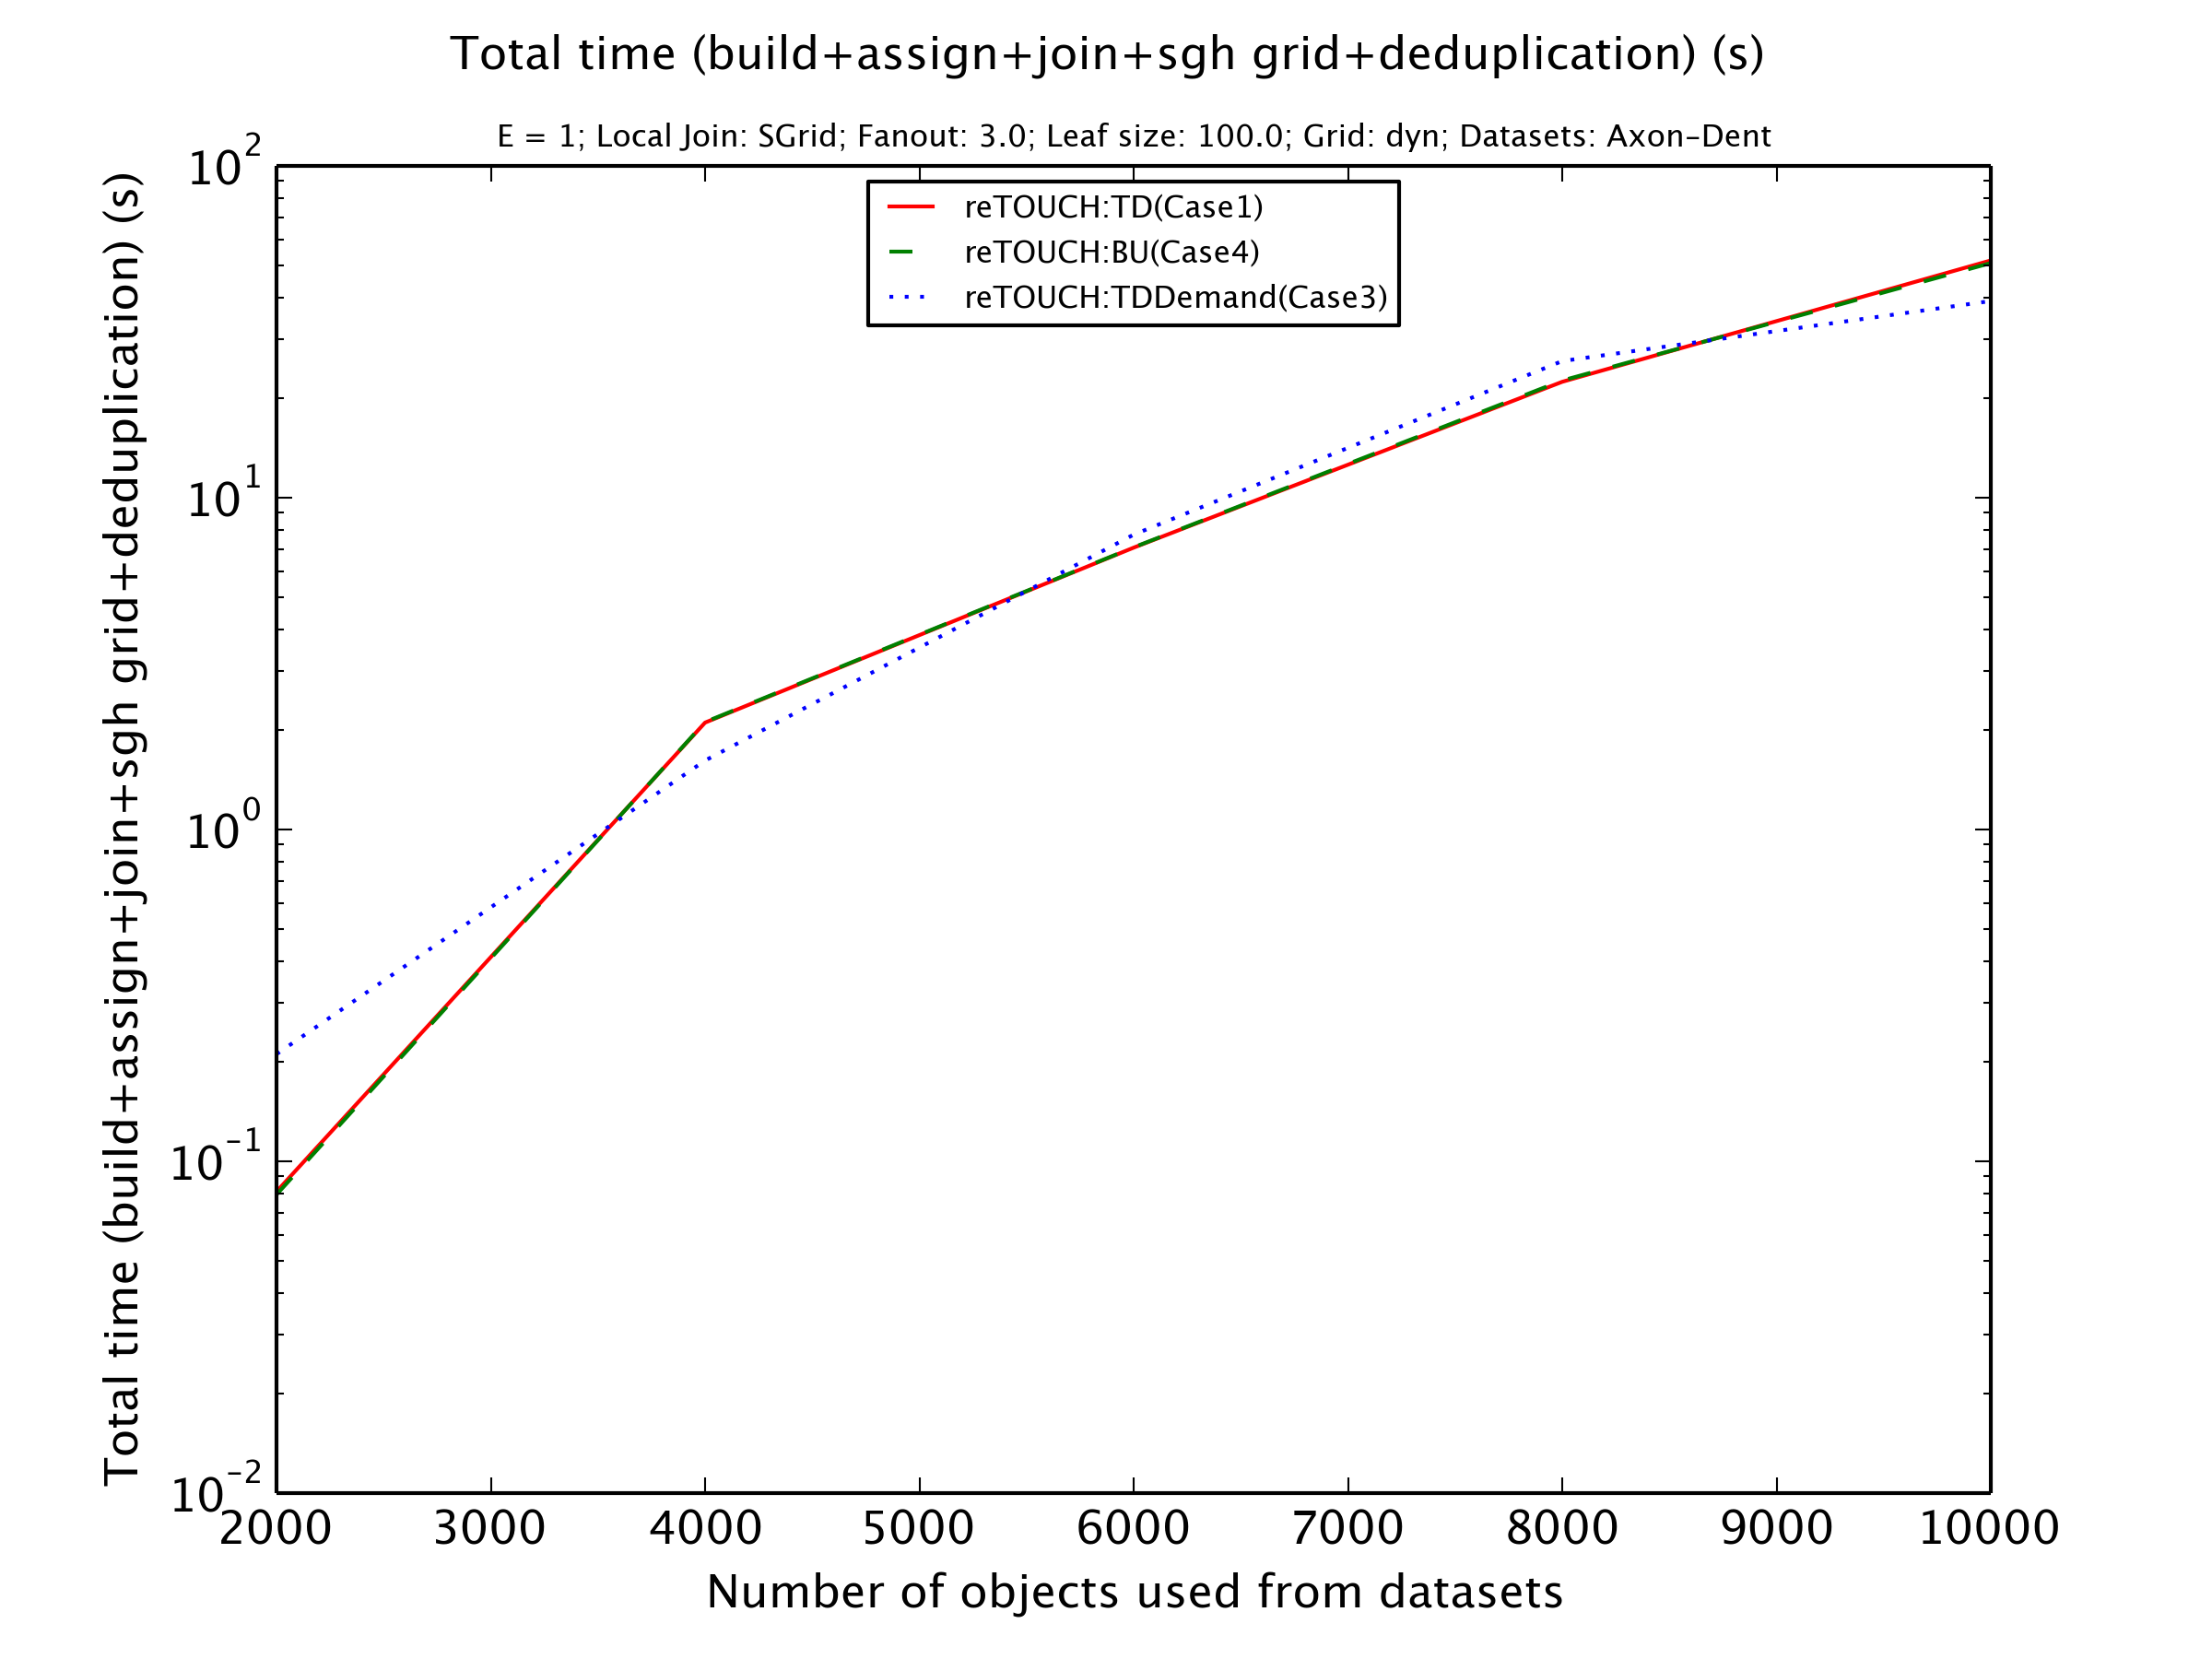 Total time (build+assign+join+sgh grid+deduplication) (s)
E = 1; Local Join: SGrid; Fanout: 3.0; Leaf size: 100.0; Grid: dyn; Datasets: Axon-Dent
reTOUCH:TD(Case1)
reTOUCH:BU(Case4)
reTOUCH:TDDemand(Case3)
Total time (build+assign+join+sgh grid+deduplication) (s)
10^2
10^1
10^0
10^-1
10^-2
2000 3000 4000 5000 6000 7000 8000 9000 10000
Number of objects used from datasets